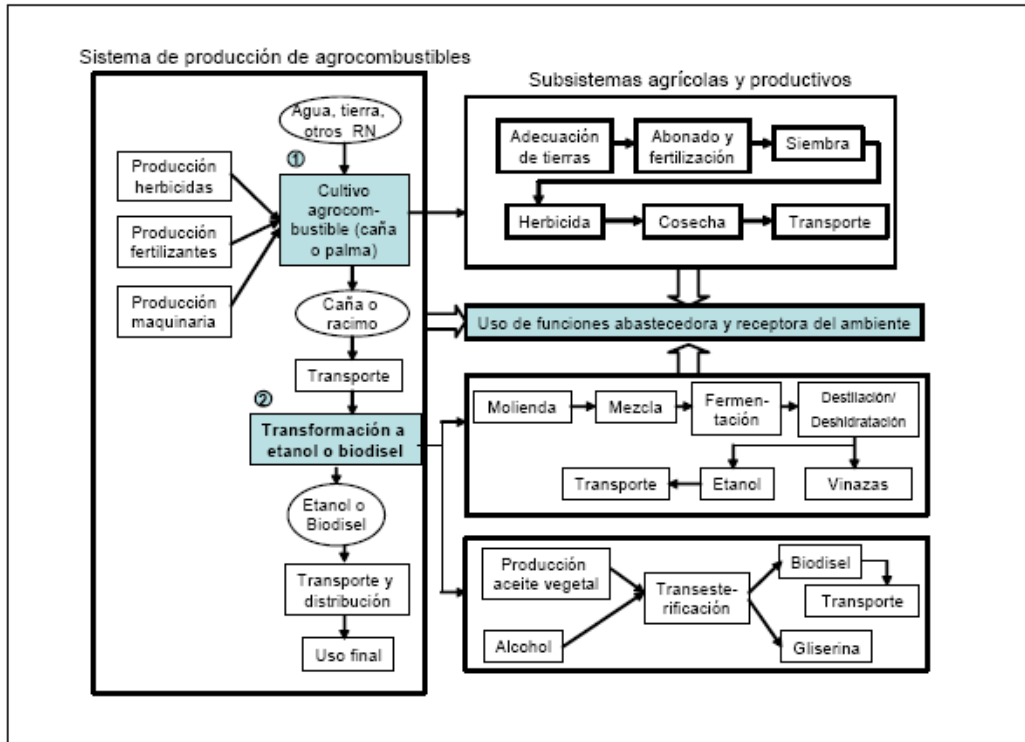 Sistema de producción de agrocombustibles
Agua, tierra,
otros RN
①
Producción
herbicidas
Producción
fertilizantes
Producción
maquinaria
Cultivo
agrocom-
bustible (caña
o palma)
Caña o
racimo
Transporte
②
Transformación a
etanol o biodisel
Etanol o
Biodisel
Transporte y
distribución
Uso final
Subsistemas agrícolas y productivos
Adecuación
de tierras
Abonado y
fertilización
Siembra
Herbicida
Cosecha
Transporte
Uso de funciones abastecedora y receptora del ambiente
Molienda
Mezcla
Fermen-
tación
Destilación/
Deshidratación
Transporte
Etanol
Vinazas
Producción
aceite vegetal
Alcohol
Transeste-
rificación
Biodisel
Transporte
Gliserina